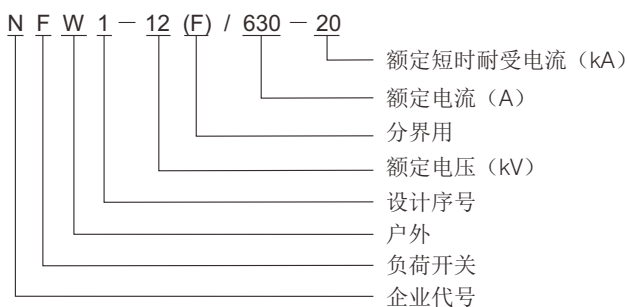 N F W 1 － 12 (F) / 630 － 20
额定短时耐受电流（kA）
额定电流（A）
分界用
额定电压（kV）
设计序号
户外
负荷开关
企业代号